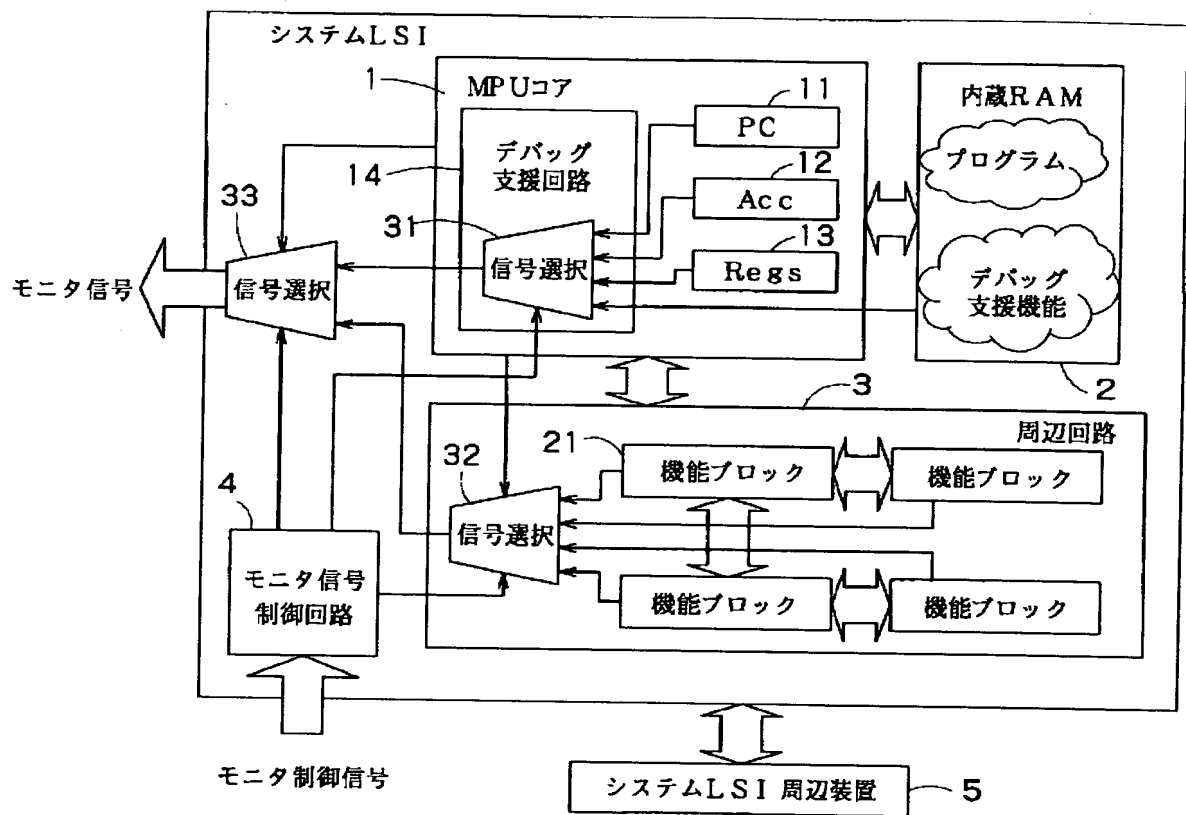 システムLSI
1
MPUコア
11
PC
内蔵RAM
プログラム
14
デバッグ
支援回路
12
Acc
33
31
13
Regs
信号選択
信号選択
モニタ信号
デバッグ
支援機能
2
3
周辺回路
21
機能ブロック
機能ブロック
32
4
信号選択
モニタ信号
制御回路
機能ブロック
機能ブロック
モニタ制御信号
システムLSI 周辺装置
5